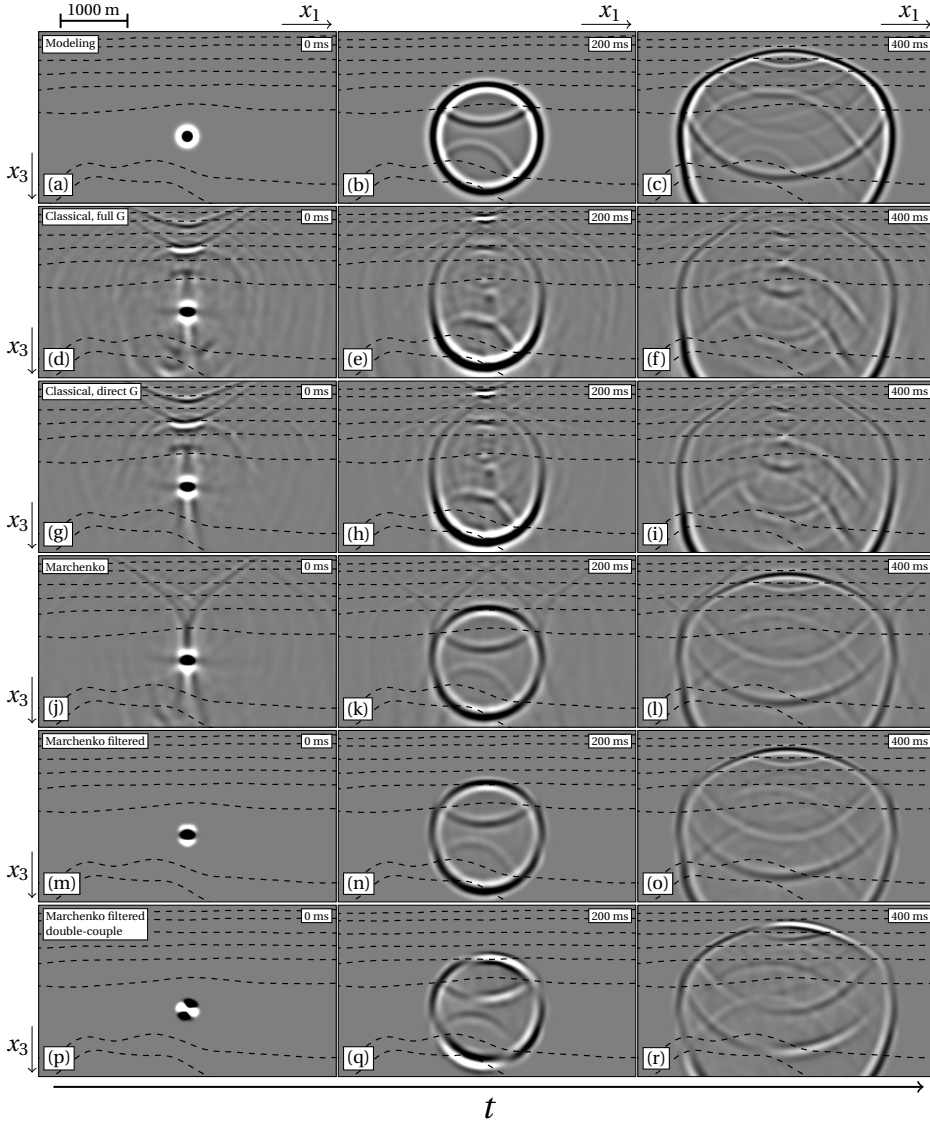 1000 m
x1 x1 x1
Modeling 0 ms 200 ms 400 ms
x3 (a) (b) (c)
Classical, full G 0 ms 200 ms 400 ms
x3 (d) (e) (f)
Classical, direct G 0 ms 200 ms 400 ms
x3 (g) (h) (i)
Marchenko 0 ms 200 ms 400 ms
x3 (j) (k) (l)
Marchenko filtered 0 ms 200 ms 400 ms
x3 (m) (n) (o)
Marchenko filtered 0 ms 200 ms 400 ms
double-couple
x3 (p) (q) (r)
t